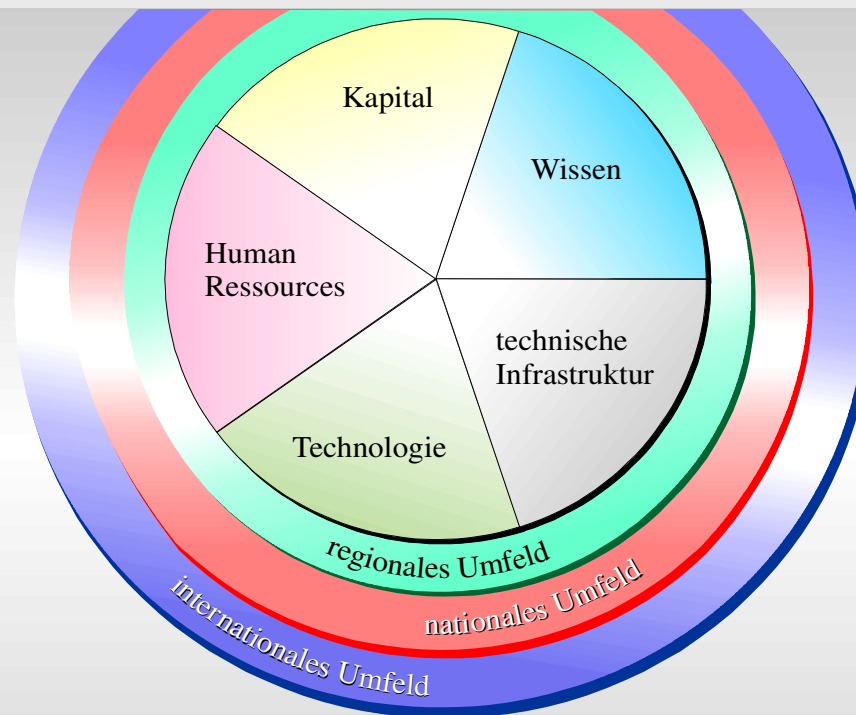 Kapital
Wissen
Human
Ressources
technische
Infrastruktur
Technologie
regionales Umfeld
nationales Umfeld
internationales Umfeld